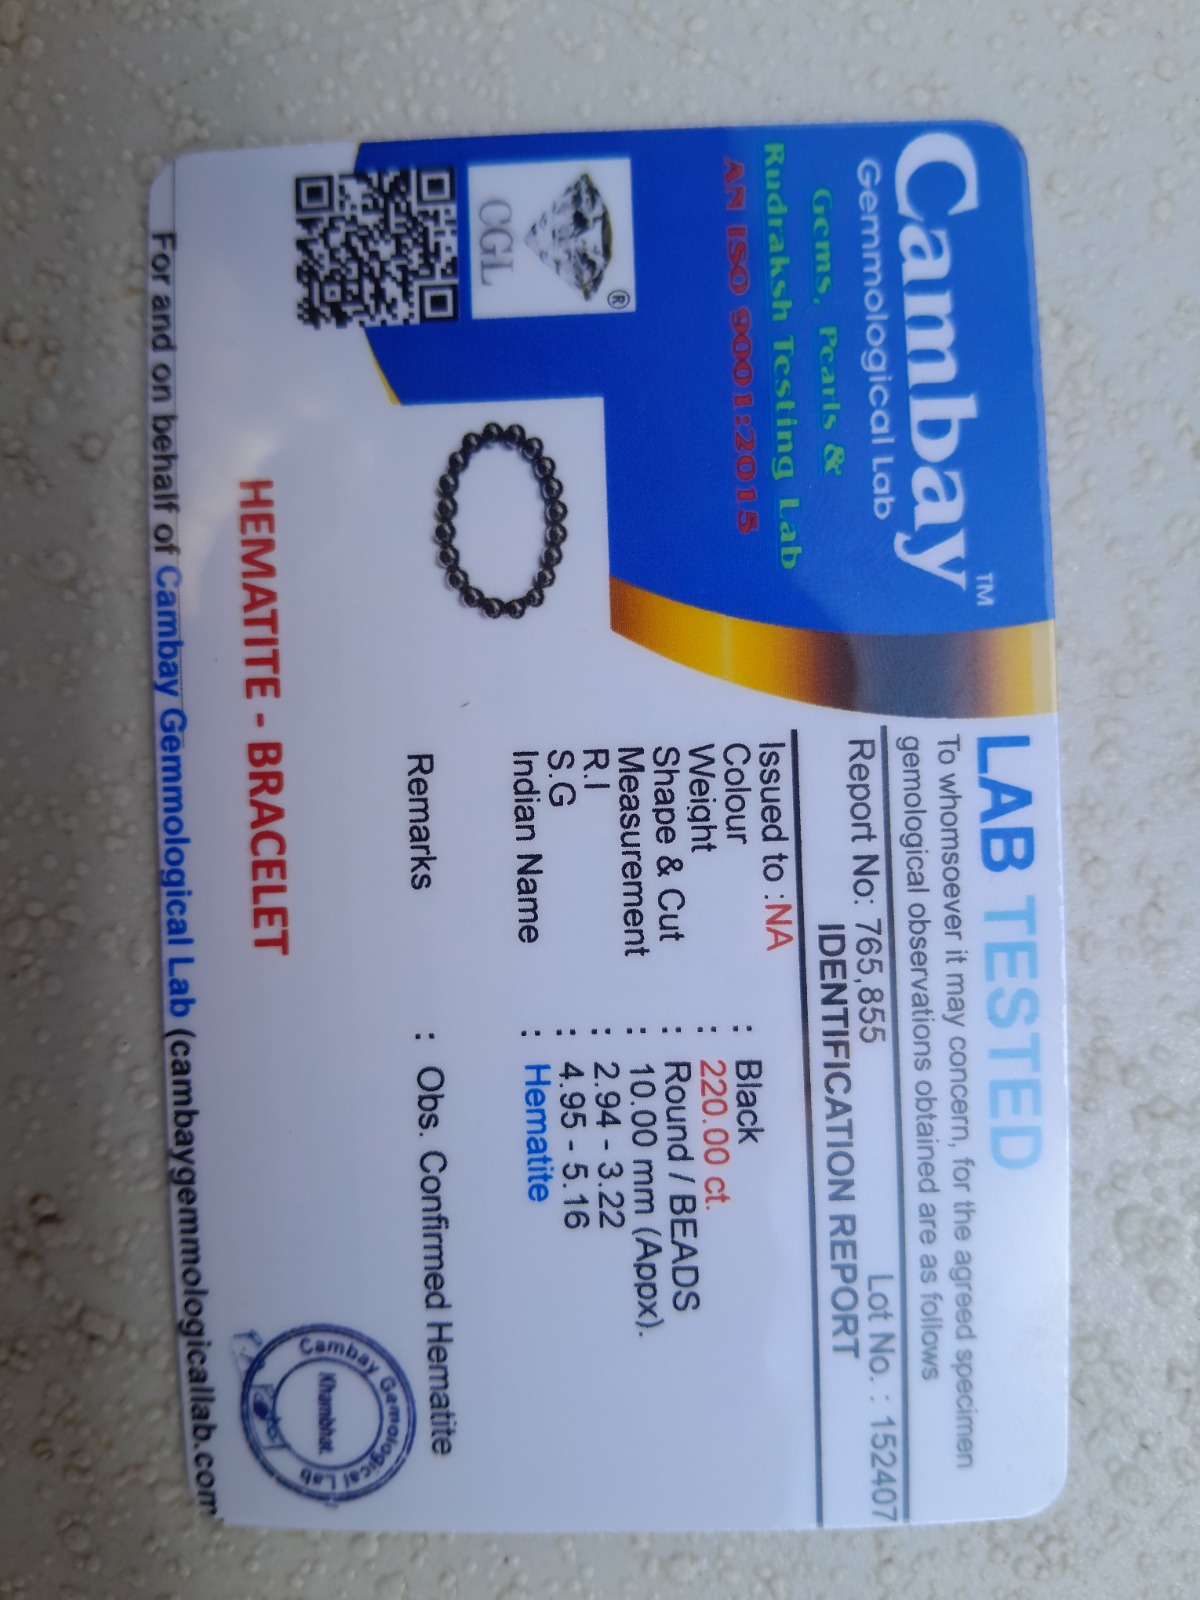 Cambay™
Gemmological Lab
Gems, Pearls &
Rudraksh Testing Lab
AN ISO 9001:2015
CGL
®
LAB TESTED
To whomsoever it may concern, for the agreed specimen
gemological observations obtained are as follows
Report No: 765,855 Lot No. : 152407
IDENTIFICATION REPORT
Issued to :NA
Colour : Black
Weight : 220.00 ct.
Shape & Cut : Round / BEADS
Measurement : 10.00 mm (Appx).
R.I : 2.94 - 3.22
S.G : 4.95 - 5.16
Indian Name : Hematite
Remarks : Obs. Confirmed Hematite
HEMATITE - BRACELET
Cambay Gemological Lab
Khambhat.
For and on behalf of Cambay Gemmological Lab (cambaygemmologicallab.com